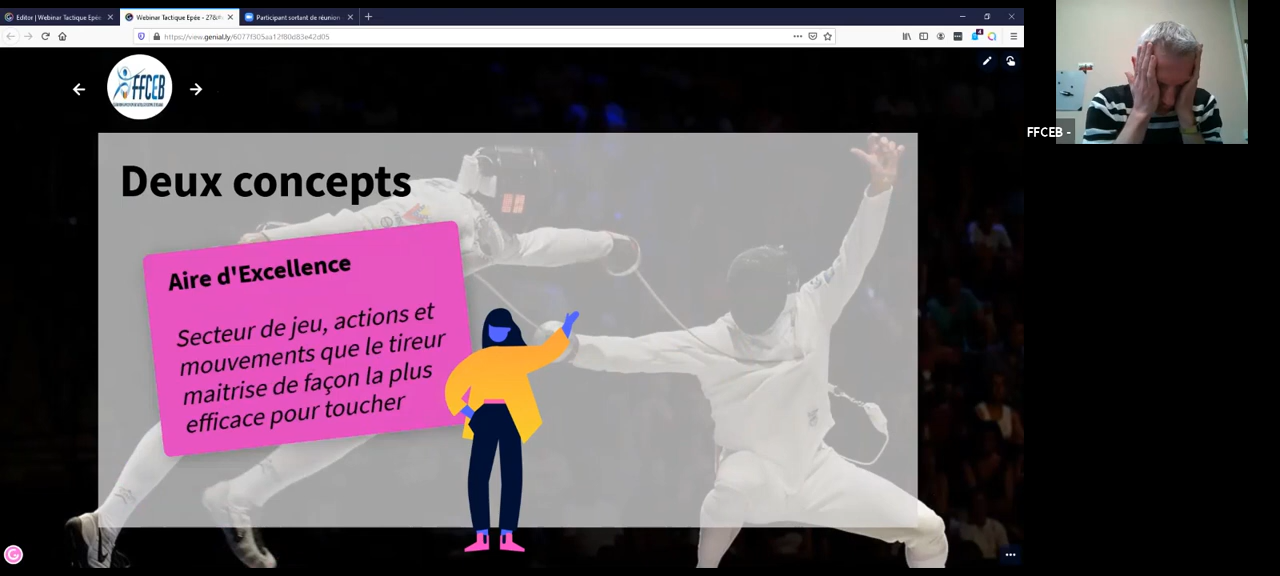 Editor | Webinar Tactique Epée
Webinar Tactique Epée - 27&#
Participant sortant de réunion
https://view.genial.ly/6077f305aa12f80d83e42d05
FFCEB
FFCEB -
Deux concepts
Aire d'Excellence
Secteur de jeu, actions et
mouvements que le tireur
maitrise de façon la plus
efficace pour toucher